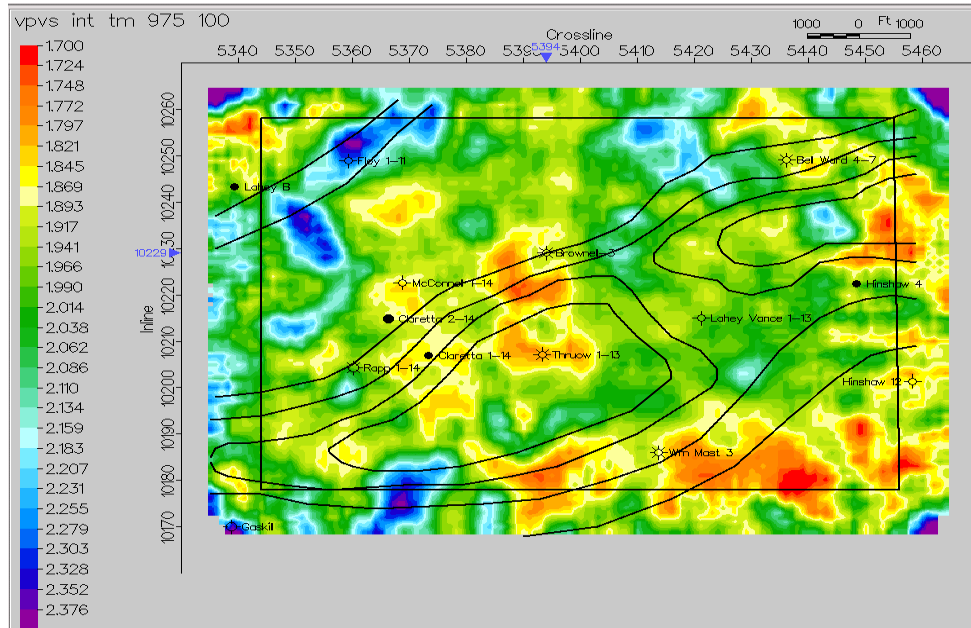 vpvs int tm 975 100
1000 0 Ft 1000
Crossline
5340 5350 5360 5370 5380 5390 5400 5410 5420 5430 5440 5450 5460
5394
1.700
1.724
1.748
1.772
1.797
1.821
1.845
1.869
1.893
1.917
1.941
1.966
1.990
2.014
2.038
2.062
2.086
2.110
2.134
2.159
2.183
2.207
2.231
2.255
2.279
2.303
2.328
2.352
2.376
Inline
10260
10250
10240
10230
10229
10220
10210
10200
10190
10180
10170
Floy 1-11
Bell Ward 4-7
Lahey B
Brownell 3
McConnell 1-14
Hinshaw 4
Claretta 2-14
Lahey Vance 1-13
Claretta 1-14
Thruow 1-13
Rapp 1-14
Hinshaw 12
Wm Mast 3
Gaskill